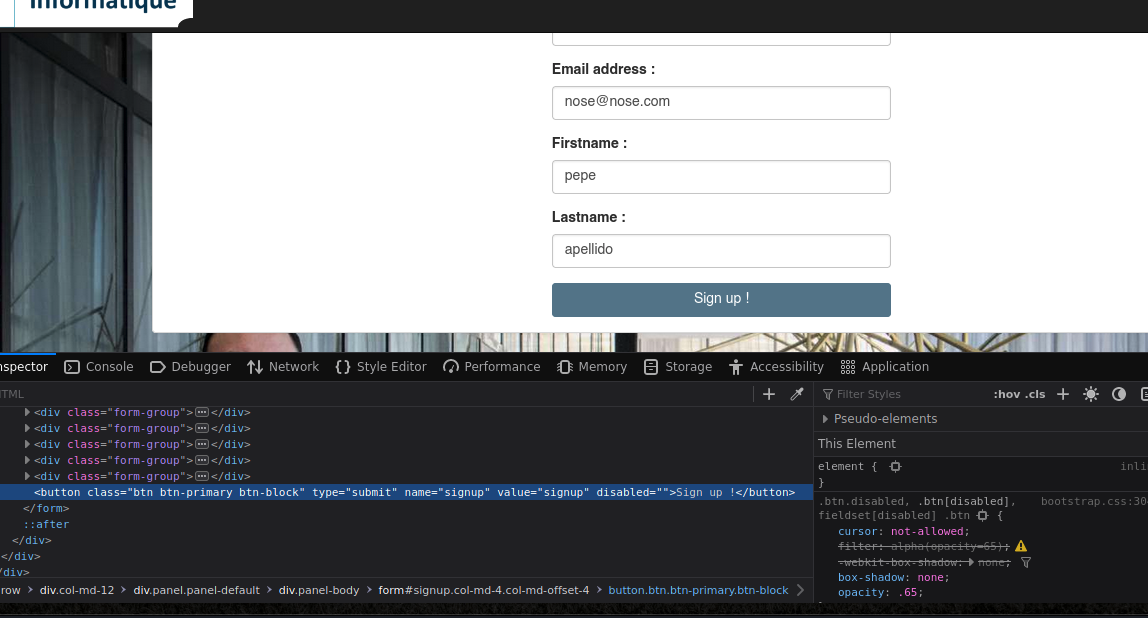 informatique
Email address :
nose@nose.com
Firstname :
pepe
Lastname :
apellido
Sign up !
nspector Console Debugger Network Style Editor Performance Memory Storage Accessibility Application
TML
<div class="form-group"></div>
<div class="form-group"></div>
<div class="form-group"></div>
<div class="form-group"></div>
<div class="form-group"></div>
<button class="btn btn-primary btn-block" type="submit" name="signup" value="signup" disabled="">Sign up !</button>
</form>
::after
</div>
</div>
/div>
row > div.col-md-12 > div.panel.panel-default > div.panel-body > form#signup.col-md-4.col-md-offset-4 > button.btn.btn-primary.btn-block
Filter Styles :hov .cls
Pseudo-elements
This Element
element { inli
}
.btn.disabled, .btn[disabled], bootstrap.css:30
fieldset[disabled] .btn {
cursor: not-allowed;
filter: alpha(opacity=65);
-webkit-box-shadow: none;
box-shadow: none;
opacity: .65;